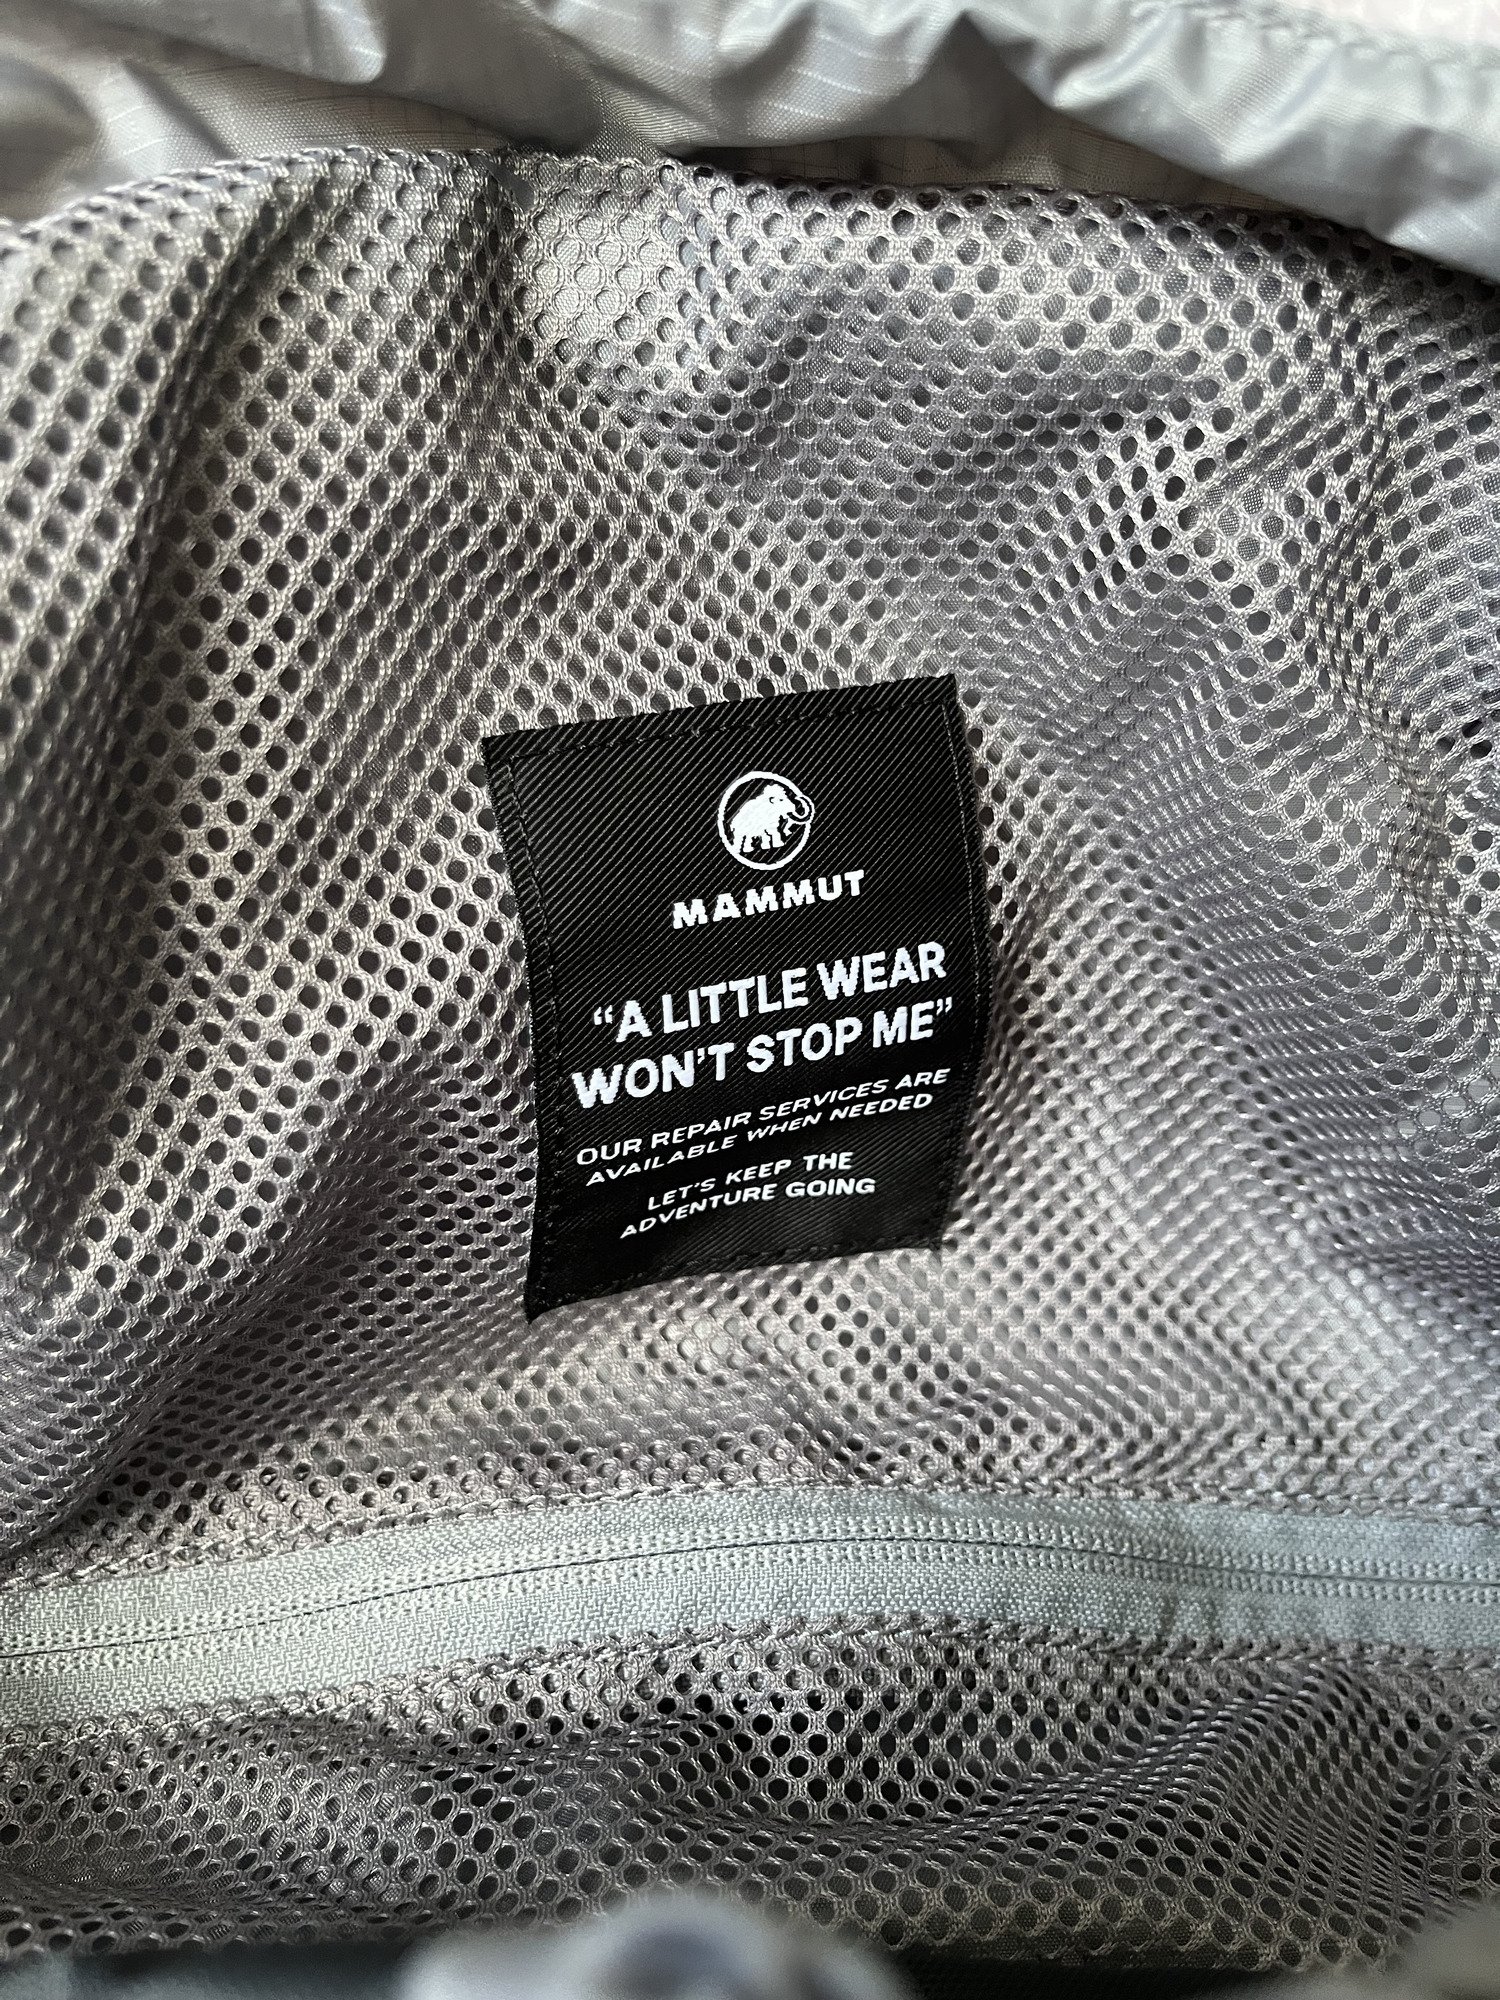 MAMMUT
“A LITTLE WEAR
WON'T STOP ME”
OUR REPAIR SERVICES ARE
AVAILABLE WHEN NEEDED
LET'S KEEP THE
ADVENTURE GOING